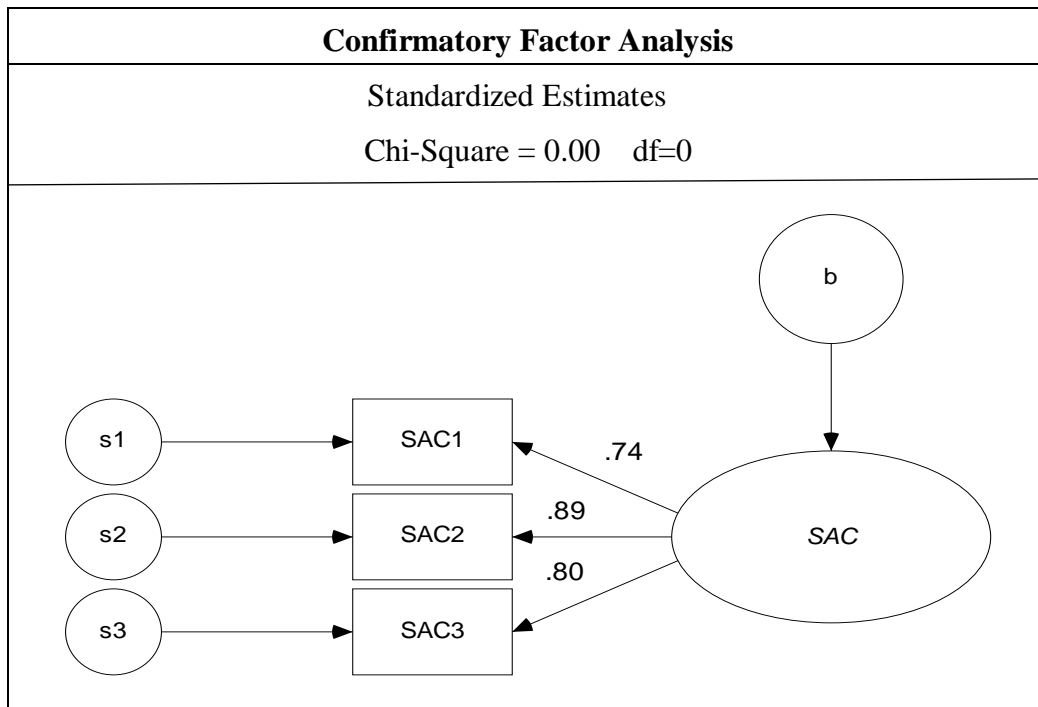 Confirmatory Factor Analysis
Standardized Estimates
Chi-Square = 0.00 df=0
b
s1
SAC1
.74
s2
SAC2
.89
SAC
.80
s3
SAC3